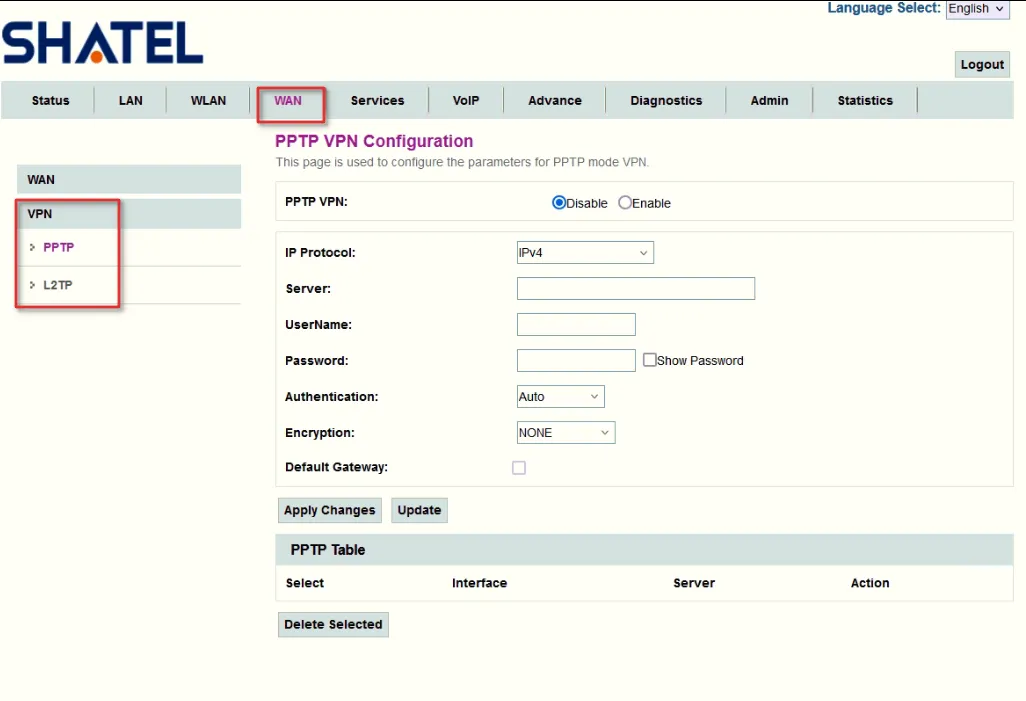 Language Select: English
SHATEL
Logout
Status LAN WLAN WAN Services VoIP Advance Diagnostics Admin Statistics
PPTP VPN Configuration
This page is used to configure the parameters for PPTP mode VPN.
WAN
VPN
PPTP
L2TP
PPTP VPN: Disable Enable
IP Protocol: IPv4
Server:
UserName:
Password: Show Password
Authentication: Auto
Encryption: NONE
Default Gateway:
Apply Changes Update
PPTP Table
Select Interface Server Action
Delete Selected